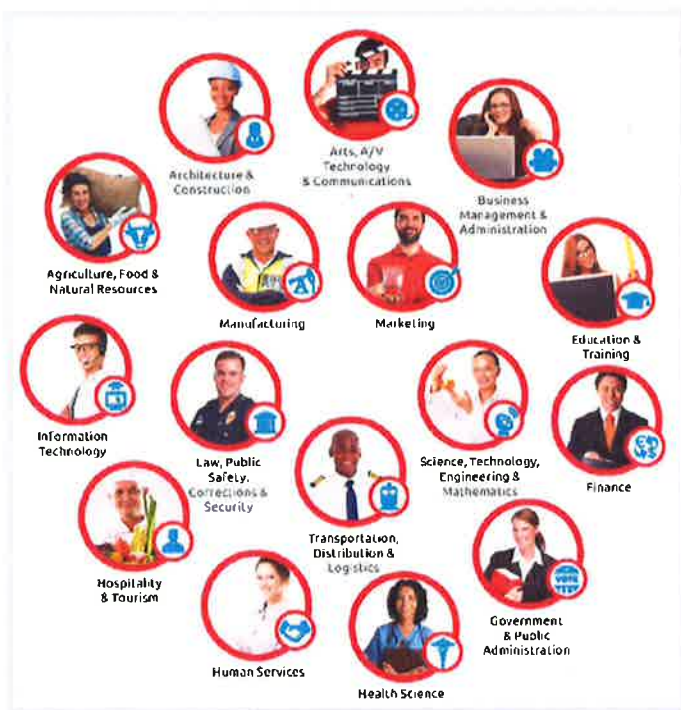 Architecture &
Construction
Arts, A/V
Technology
& Communications
Business
Management &
Administration
Agriculture, Food &
Natural Resources
Manufacturing
Marketing
Education &
Training
Information
Technology
Law, Public
Safety,
Corrections &
Security
Science, Technology,
Engineering &
Mathematics
Finance
Transportation,
Distribution &
Logistics
Hospitality
& Tourism
Government
& Public
Administration
VOTE
Human Services
Health Science